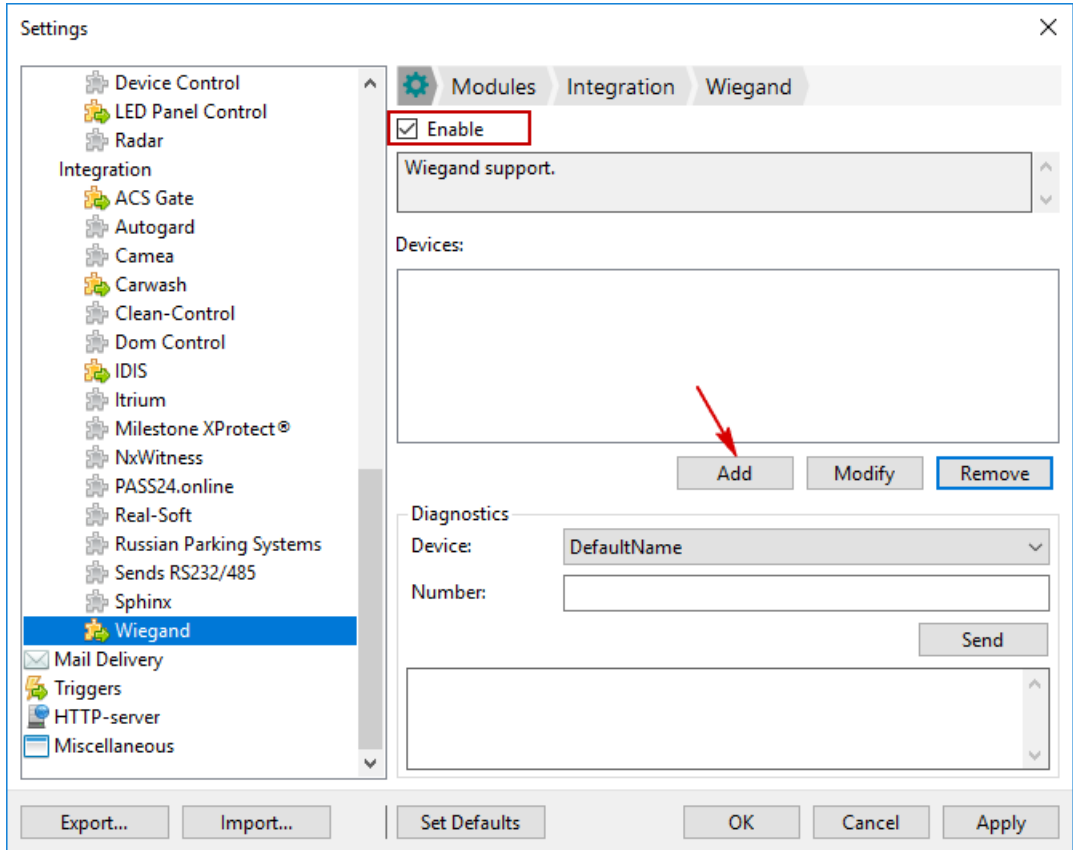 Settings
Device Control
LED Panel Control
Radar
Integration
ACS Gate
Autogard
Camea
Carwash
Clean-Control
Dom Control
IDIS
Itrium
Milestone XProtect®
NxWitness
PASS24.online
Real-Soft
Russian Parking Systems
Sends RS232/485
Sphinx
Wiegand
Mail Delivery
Triggers
HTTP-server
Miscellaneous
Modules Integration Wiegand
Enable
Wiegand support.
Devices:
Add Modify Remove
Diagnostics
Device: DefaultName
Number:
Send
Export... Import... Set Defaults OK Cancel Apply